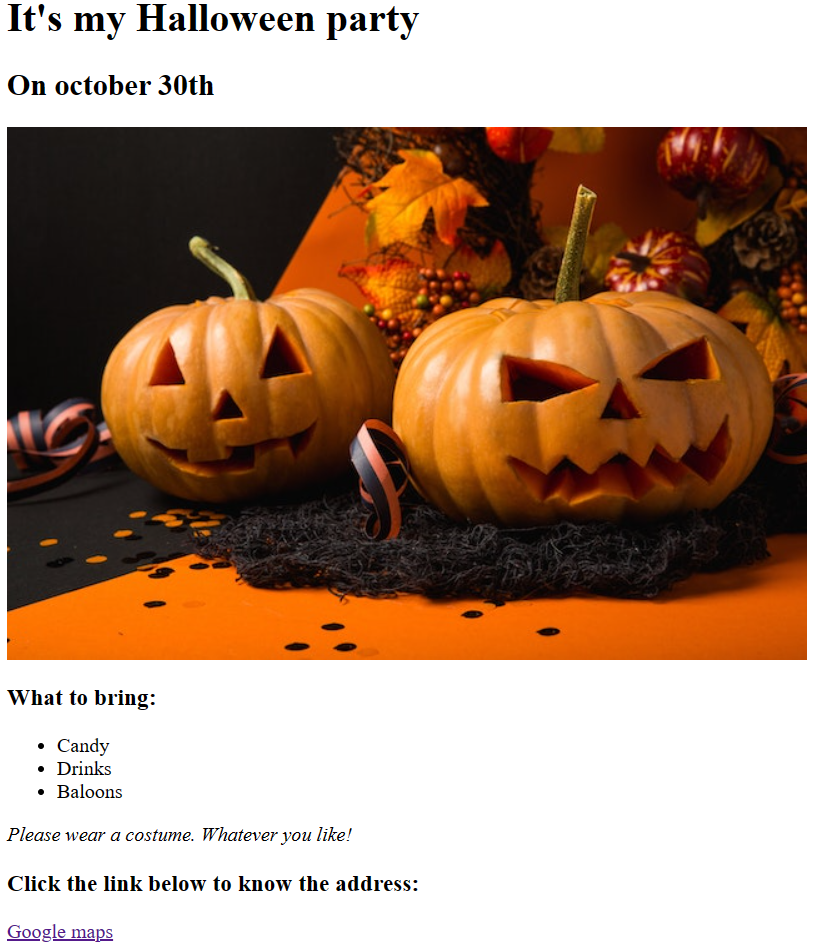 It's my Halloween party
On october 30th
What to bring:
Candy
Drinks
Baloons
Please wear a costume. Whatever you like!
Click the link below to know the address:
Google maps